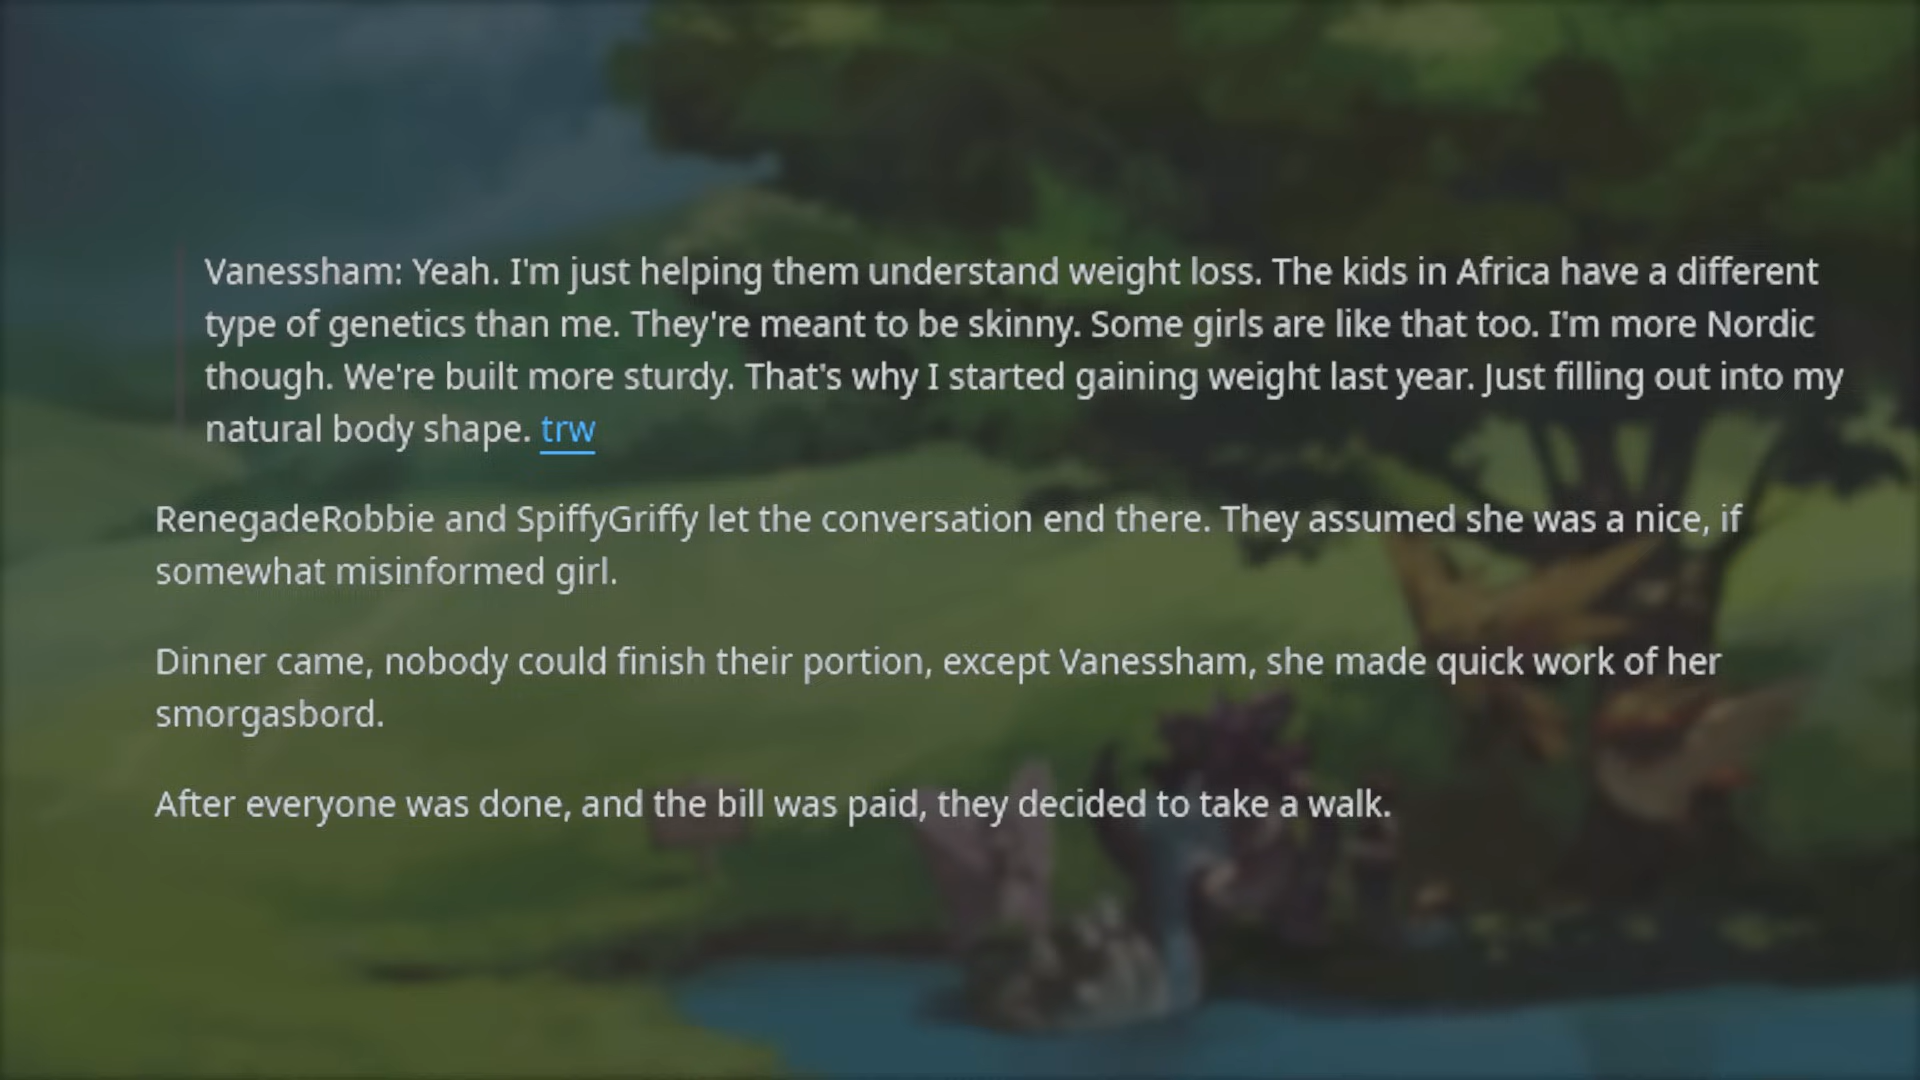 Vanessham: Yeah. I'm just helping them understand weight loss. The kids in Africa have a different
type of genetics than me. They're meant to be skinny. Some girls are like that too. I'm more Nordic
though. We're built more sturdy. That's why I started gaining weight last year. Just filling out into my
natural body shape. trw
RenegadeRobbie and SpiffyGriffy let the conversation end there. They assumed she was a nice, if
somewhat misinformed girl.
Dinner came, nobody could finish their portion, except Vanessham, she made quick work of her
smorgasbord.
After everyone was done, and the bill was paid, they decided to take a walk.